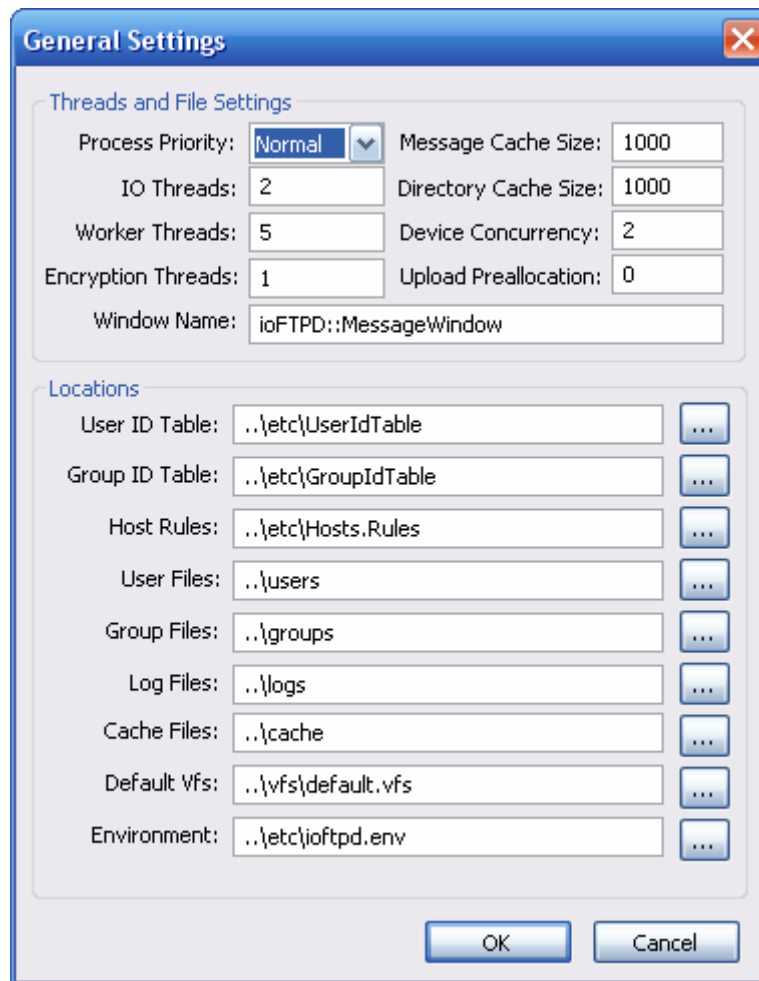 General Settings
Threads and File Settings
Process Priority: Normal Message Cache Size: 1000
IO Threads: 2 Directory Cache Size: 1000
Worker Threads: 5 Device Concurrency: 2
Encryption Threads: 1 Upload Preallocation: 0
Window Name: ioFTPD::MessageWindow
Locations
User ID Table: ..\etc\UserIdTable ...
Group ID Table: ..\etc\GroupIdTable ...
Host Rules: ..\etc\Hosts.Rules ...
User Files: ..\users ...
Group Files: ..\groups ...
Log Files: ..\logs ...
Cache Files: ..\cache ...
Default Vfs: ..\vfs\default.vfs ...
Environment: ..\etc\ioftpd.env ...
OK Cancel